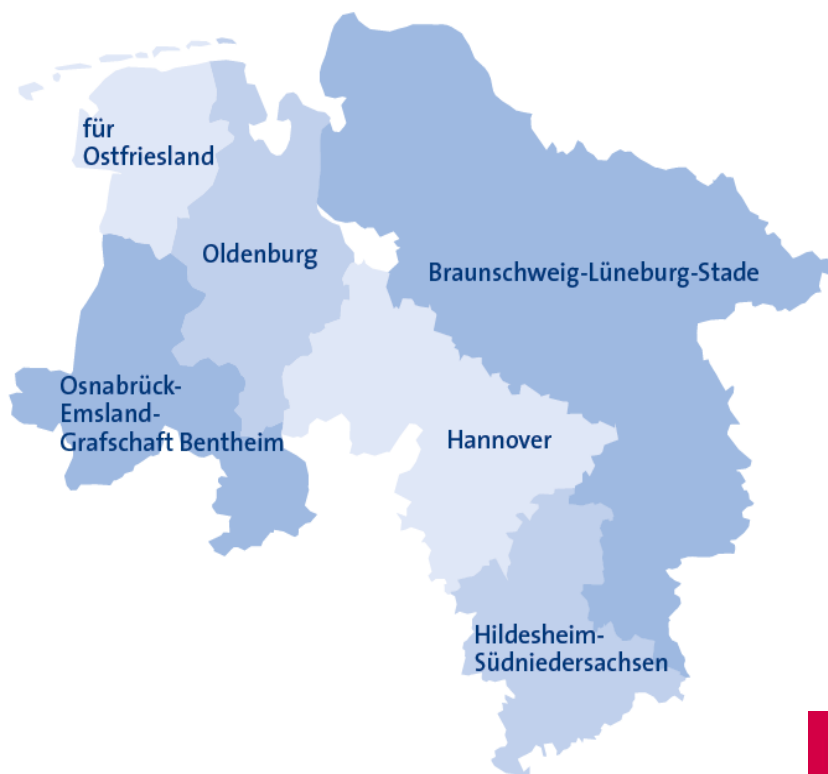 für
Ostfriesland
Oldenburg
Braunschweig-Lüneburg-Stade
Osnabrück-
Emsland-
Grafschaft Bentheim
Hannover
Hildesheim-
Südniedersachsen